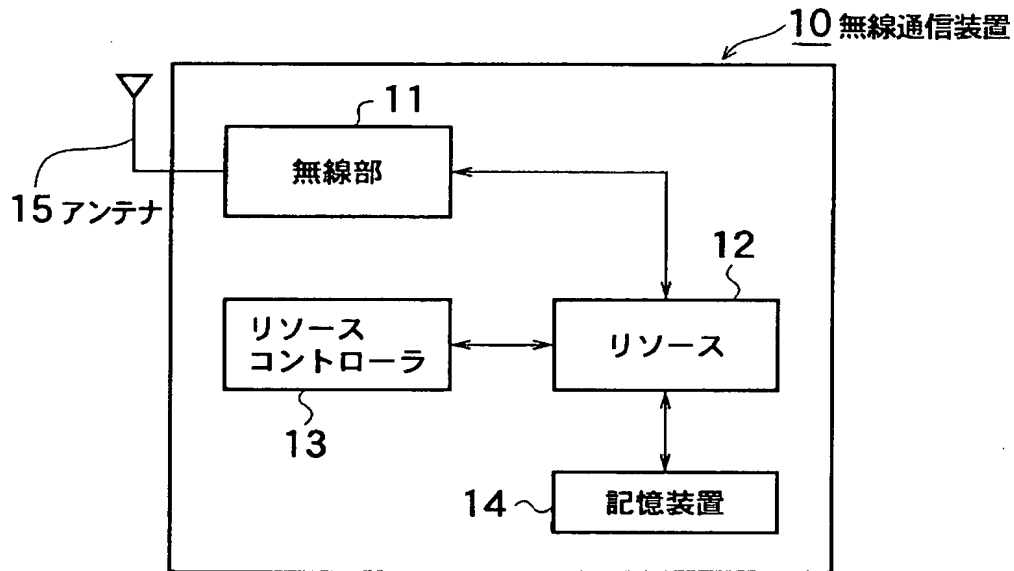 10 無線通信装置
11
無線部
15 アンテナ
12
リソース
コントローラ
リソース
13
14
記憶装置